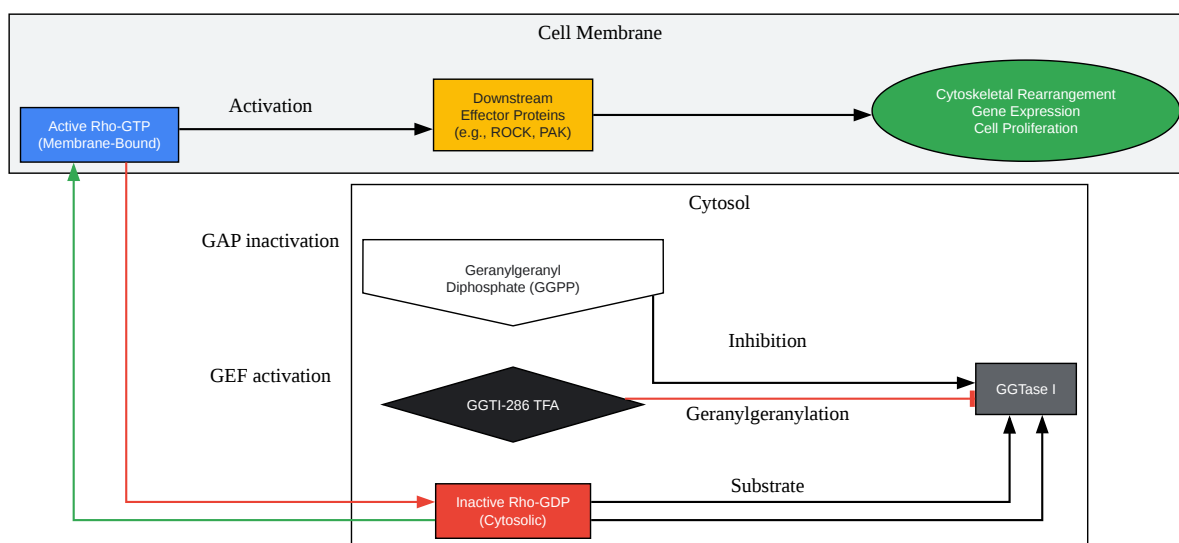 Cell Membrane
Activation
Active Rho-GTP
(Membrane-Bound)
Downstream
Effector Proteins
(e.g., ROCK, PAK)
Cytoskeletal Rearrangement
Gene Expression
Cell Proliferation
Cytosol
GAP inactivation
Geranylgeranyl
Diphosphate (GGPP)
Inhibition
GEF activation
GGTI-286 TFA
Geranylgeranylation
GGTase I
Substrate
Inactive Rho-GDP
(Cytosolic)